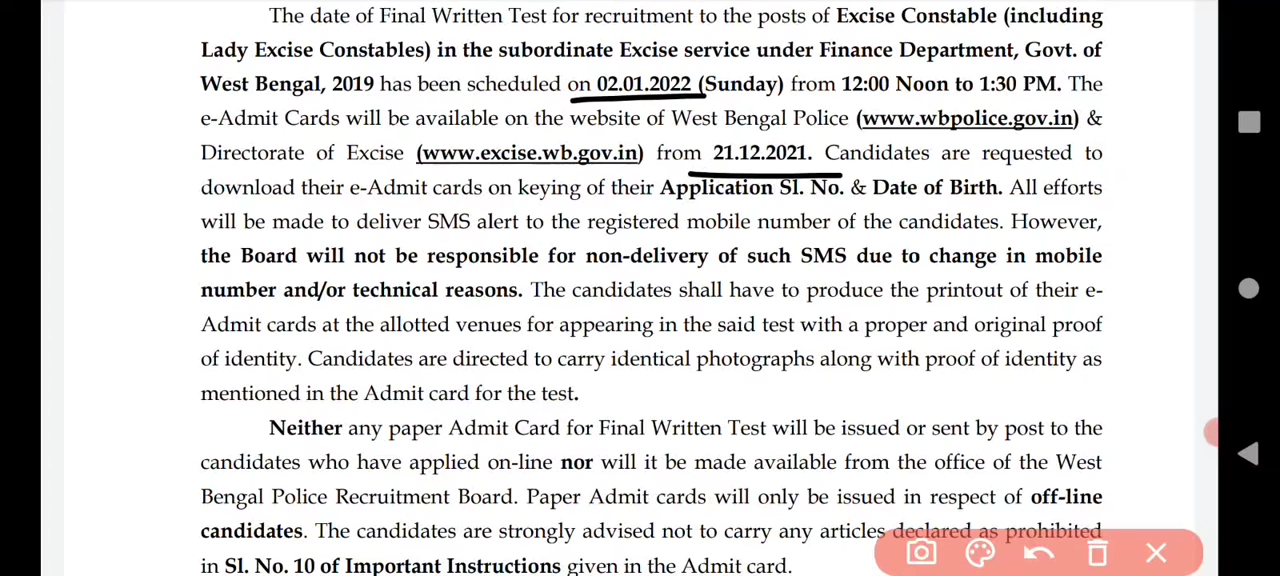 The date of Final Written Test for recruitment to the posts of Excise Constable (including
Lady Excise Constables) in the subordinate Excise service under Finance Department, Govt. of
West Bengal, 2019 has been scheduled on 02.01.2022 (Sunday) from 12:00 Noon to 1:30 PM. The
e-Admit Cards will be available on the website of West Bengal Police (www.wbpolice.gov.in) &
Directorate of Excise (www.excise.wb.gov.in) from 21.12.2021. Candidates are requested to
download their e-Admit cards on keying of their Application Sl. No. & Date of Birth. All efforts
will be made to deliver SMS alert to the registered mobile number of the candidates. However,
the Board will not be responsible for non-delivery of such SMS due to change in mobile
number and/or technical reasons. The candidates shall have to produce the printout of their e-
Admit cards at the allotted venues for appearing in the said test with a proper and original proof
of identity. Candidates are directed to carry identical photographs along with proof of identity as
mentioned in the Admit card for the test.
Neither any paper Admit Card for Final Written Test will be issued or sent by post to the
candidates who have applied on-line nor will it be made available from the office of the West
Bengal Police Recruitment Board. Paper Admit cards will only be issued in respect of off-line
candidates. The candidates are strongly advised not to carry any articles declared as prohibited
in Sl. No. 10 of Important Instructions given in the Admit card.